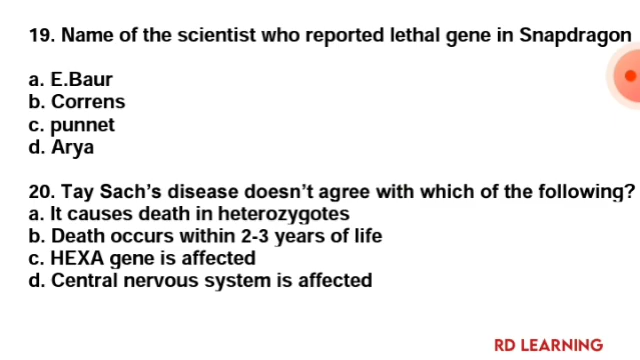 19. Name of the scientist who reported lethal gene in Snapdragon
a. E.Baur
b. Correns
c. punnet
d. Arya
20. Tay Sach's disease doesn't agree with which of the following?
a. It causes death in heterozygotes
b. Death occurs within 2-3 years of life
c. HEXA gene is affected
d. Central nervous system is affected
RD LEARNING